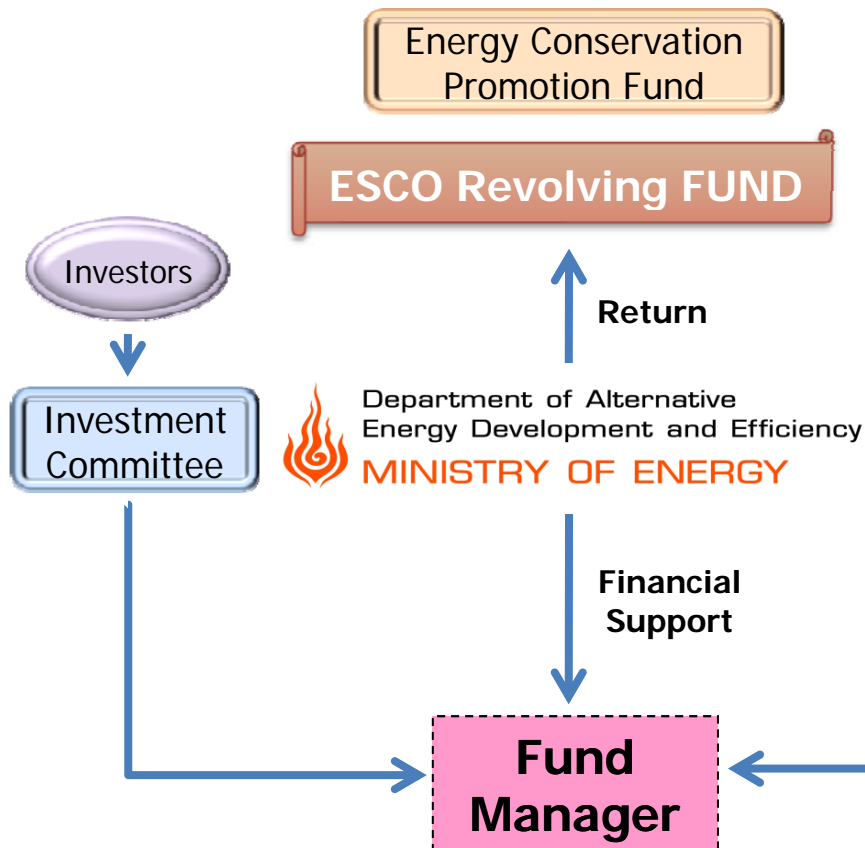 Energy Conservation
Promotion Fund
ESCO Revolving FUND
Investors
Return
Investment
Committee
Department of Alternative
Energy Development and Efficiency
MINISTRY OF ENERGY
Financial
Support
Fund
Manager